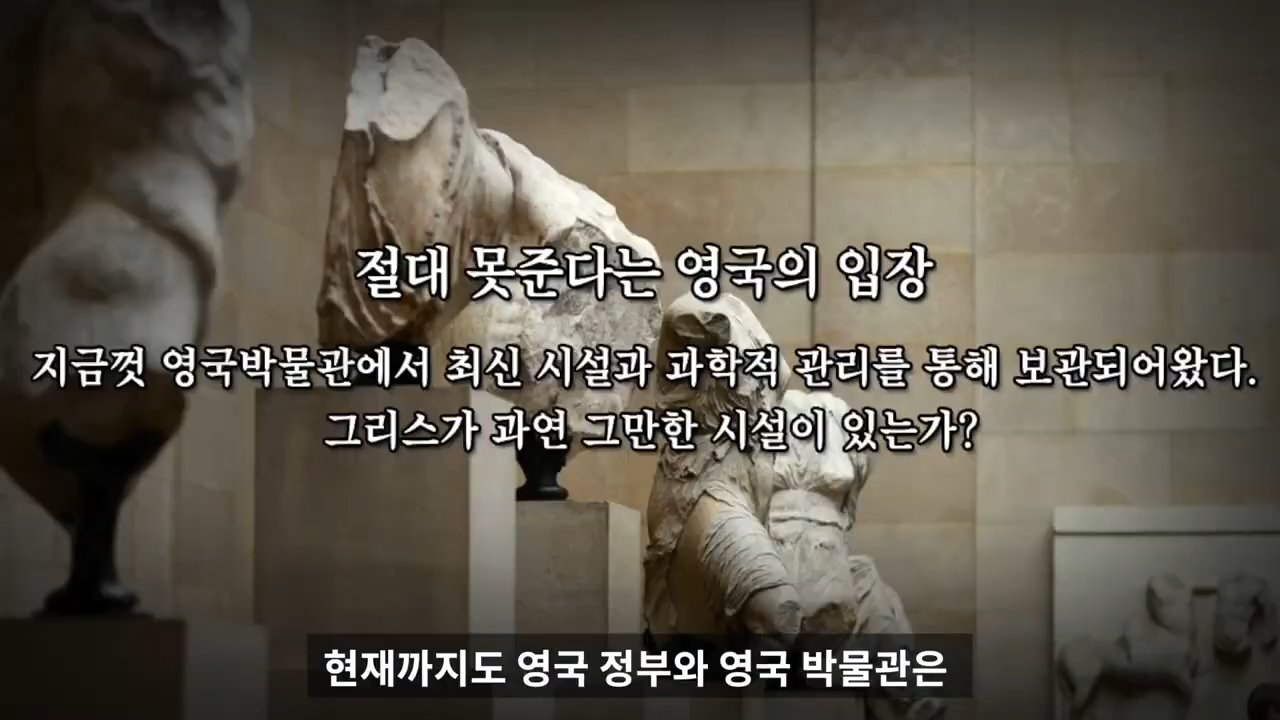 절대 못준다는 영국의 입장
지금껏 영국박물관에서 최신 시설과 과학적 관리를 통해 보관되어왔다.
그리스가 과연 그만한 시설이 있는가?
현재까지도 영국 정부와 영국 박물관은